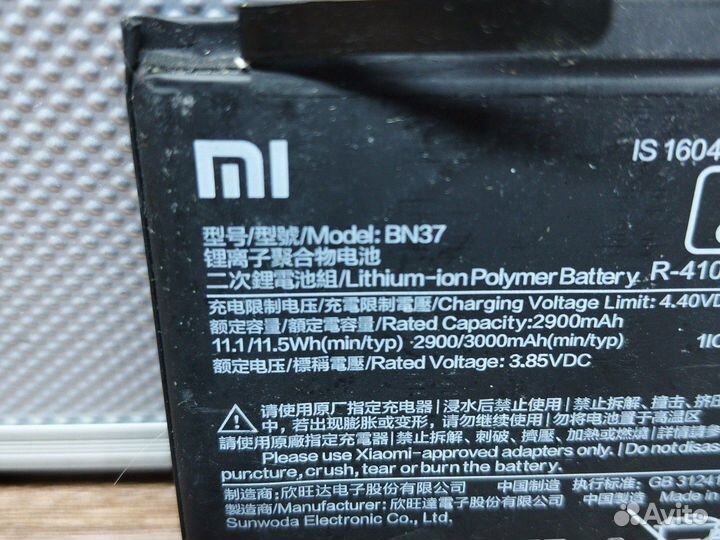 mi
IS 1604
型号/型號/Model: BN37
锂离子聚合物电池
二次鋰電池組/Lithium-ion Polymer Battery R-410
充电限制电压/充電限制電壓/Charging Voltage Limit: 4.40VD
额定容量/額定電容量/Rated Capacity:2900mAh
11.1/11.5Wh(min/typ) 2900/3000mAh(min/typ)
额定电压/標稱電壓/Rated Voltage: 3.85VDC
请使用原厂指定充电器|浸水后禁止使用|禁止拆解、撞击、挤压
中，若出现膨胀或变形，请勿继续使用|勿将电池置于高温区
請使用原廠指定充電器|禁止拆解、刺破、擠壓、加熱或燃燒|詳情請參
Please use Xiaomi-approved adapters only. | Do not disas
puncture, crush, tear or burn the battery.
制造商：欣旺达电子股份有限公司 中国制造 执行标准：GB 31241
製造商/Manufacturer: 欣旺達電子股份有限公司 中國製造 Made in
Sunwoda Electronic Co., Ltd.
Avito